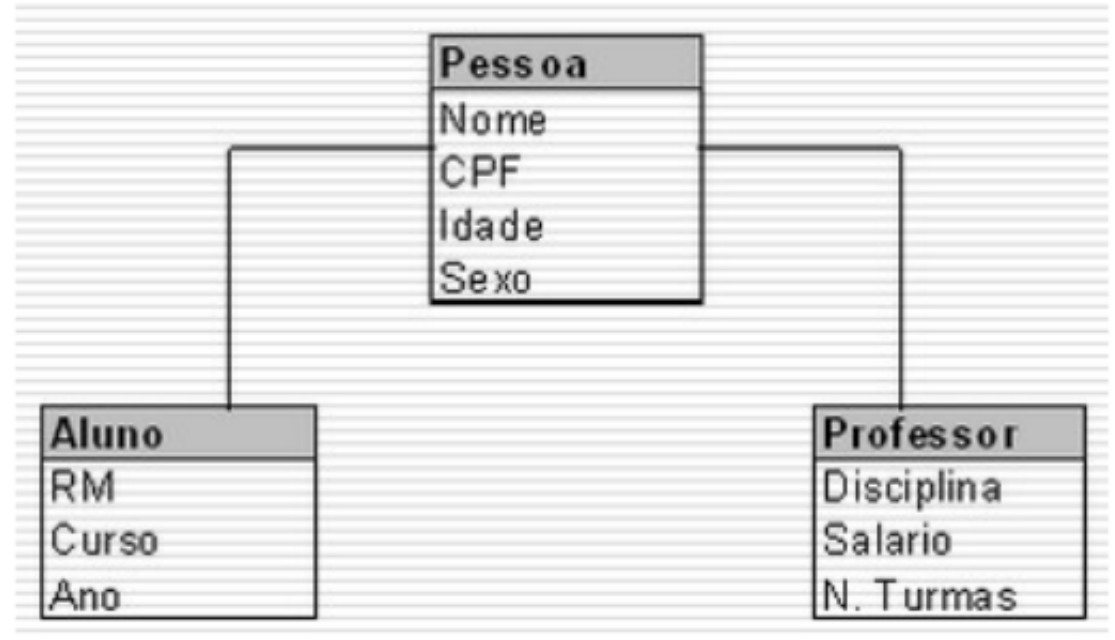 Pessoa
Nome
CPF
Idade
Sexo
Aluno
RM
Curso
Ano
Professor
Disciplina
Salario
N. Turmas